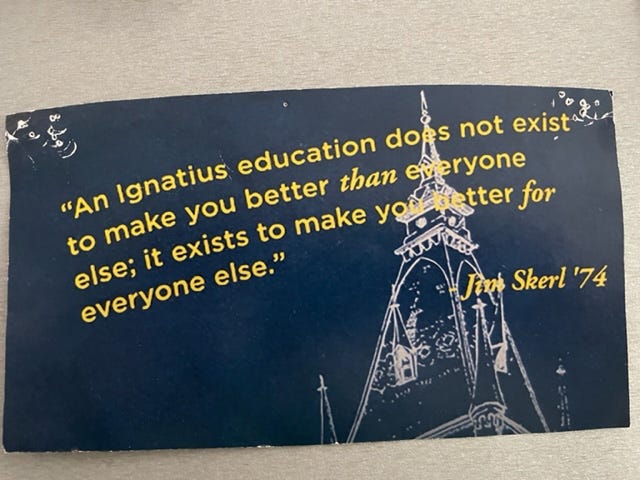 “An Ignatius education does not exist
to make you better than everyone
else; it exists to make you better for
everyone else.”
- Jim Skerl '74